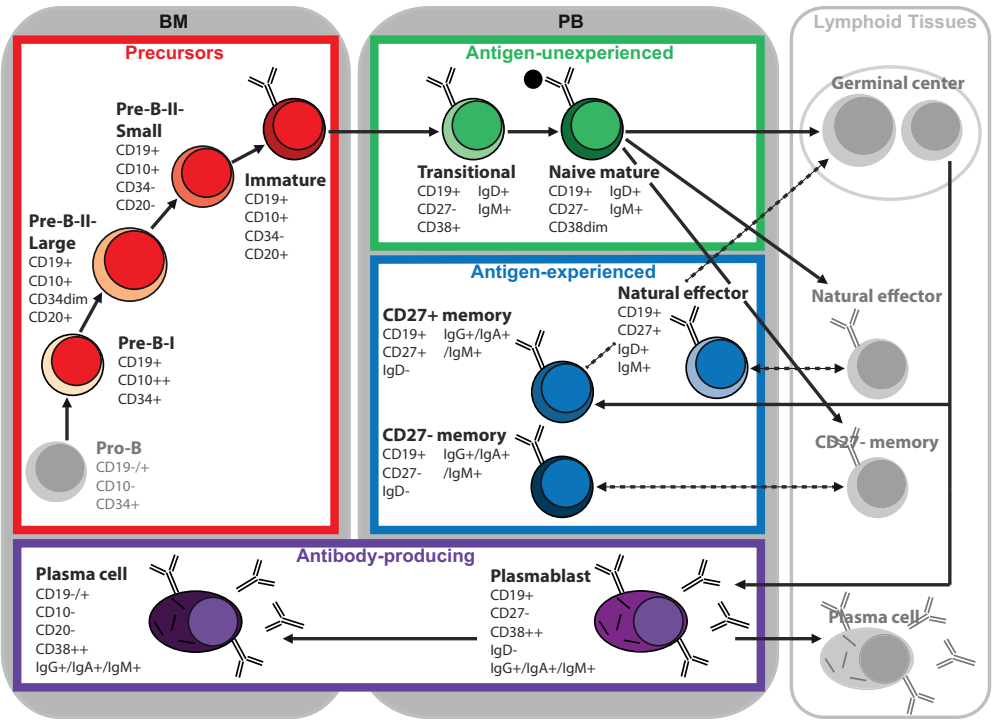 BM
PB
Lymphoid Tissues
Precursors
Pre-B-II-
Small
CD19+
CD10+
CD34-
CD20-
Immature
CD19+
CD10+
CD34-
CD20+
Pre-B-II-
Large
CD19+
CD10+
CD34dim
CD20+
Pre-B-I
CD19+
CD10++
CD34+
Pro-B
CD19-/+
CD10-
CD34+
Antigen-unexperienced
Transitional
CD19+ IgD+
CD27- IgM+
CD38+
Naive mature
CD19+ IgD+
CD27- IgM+
CD38dim
Germinal center
Antigen-experienced
Natural effector
CD19+
CD27+
IgD+
IgM+
CD27+ memory
CD19+ IgG+/IgA+
CD27+ /IgM+
IgD-
CD27- memory
CD19+ IgG+/IgA+
CD27- /IgM+
IgD-
Natural effector
CD27- memory
Antibody-producing
Plasma cell
CD19-/+
CD10-
CD20-
CD38++
IgG+/IgA+/IgM+
Plasmablast
CD19+
CD27-
CD38++
IgD-
IgG+/IgA+/IgM+
Plasma cell